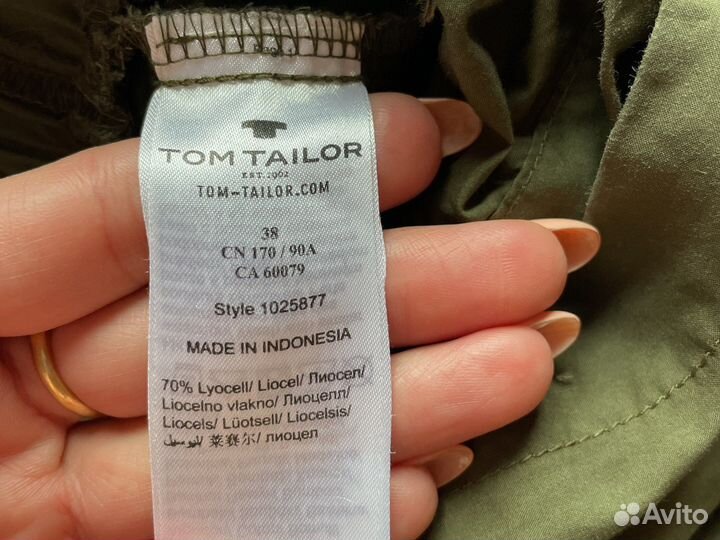 TOM TAILOR
EST. 1962
TOM-TAILOR.COM
38
CN 170 / 90A
CA 60079
Style 1025877
MADE IN INDONESIA
70% Lyocell/ Liocel/ Лиосел/
Liocelno vlakno/ Лиоцелл/
Liocels/ Lüotsell/ Liocelsis/
ليوسيل 莱赛尔/ лиоцел
Avito